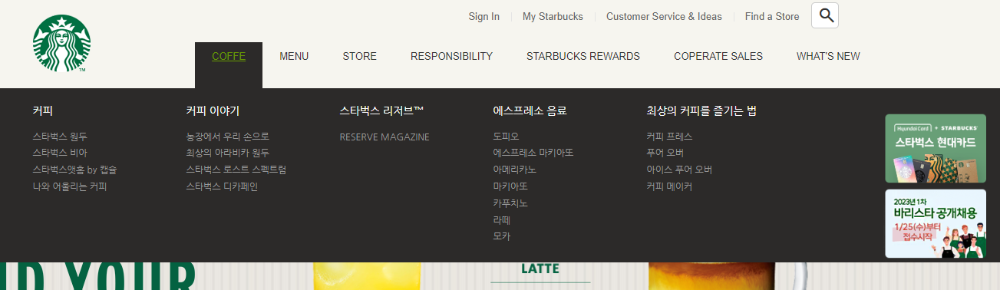 Sign In
My Starbucks
Customer Service & Ideas
Find a Store
TM
COFFE
MENU
STORE
RESPONSIBILITY
STARBUCKS REWARDS
COPERATE SALES
WHAT'S NEW
커피
스타벅스 원두
스타벅스 비아
스타벅스앳홈 by 캡슐
나와 어울리는 커피
커피 이야기
농장에서 우리 손으로
최상의 아라비카 원두
스타벅스 로스트 스펙트럼
스타벅스 디카페인
스타벅스 리저브™
RESERVE MAGAZINE
에스프레소 음료
도피오
에스프레소 마키아또
아메리카노
마키아또
카푸치노
라떼
모카
최상의 커피를 즐기는 법
커피 프레스
푸어 오버
아이스 푸어 오버
커피 메이커
Hyundai Card + STARBUCKS
스타벅스 현대카드
2023년 1차
바리스타 공개채용
1/25(수)부터
접수시작
YOUR
LATTE